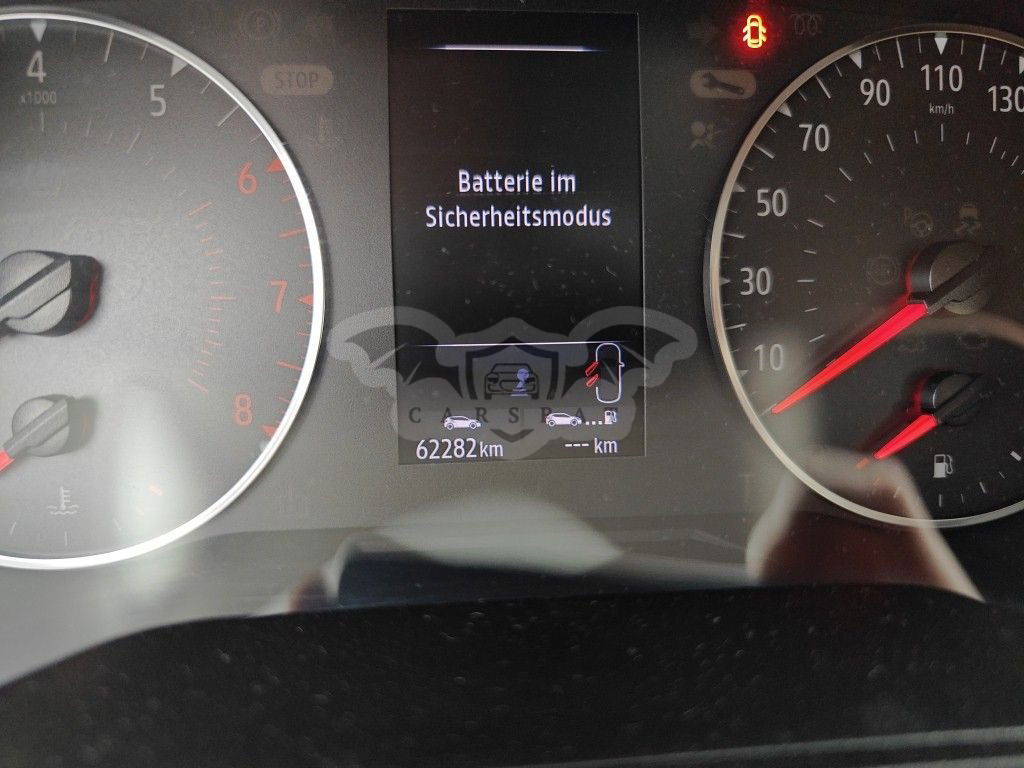 4
x1000
5
6
7
8
STOP
Batterie im
Sicherheitsmodus
CARSPA
62282 km
--- km
10
30
50
70
90
110
130
km/h